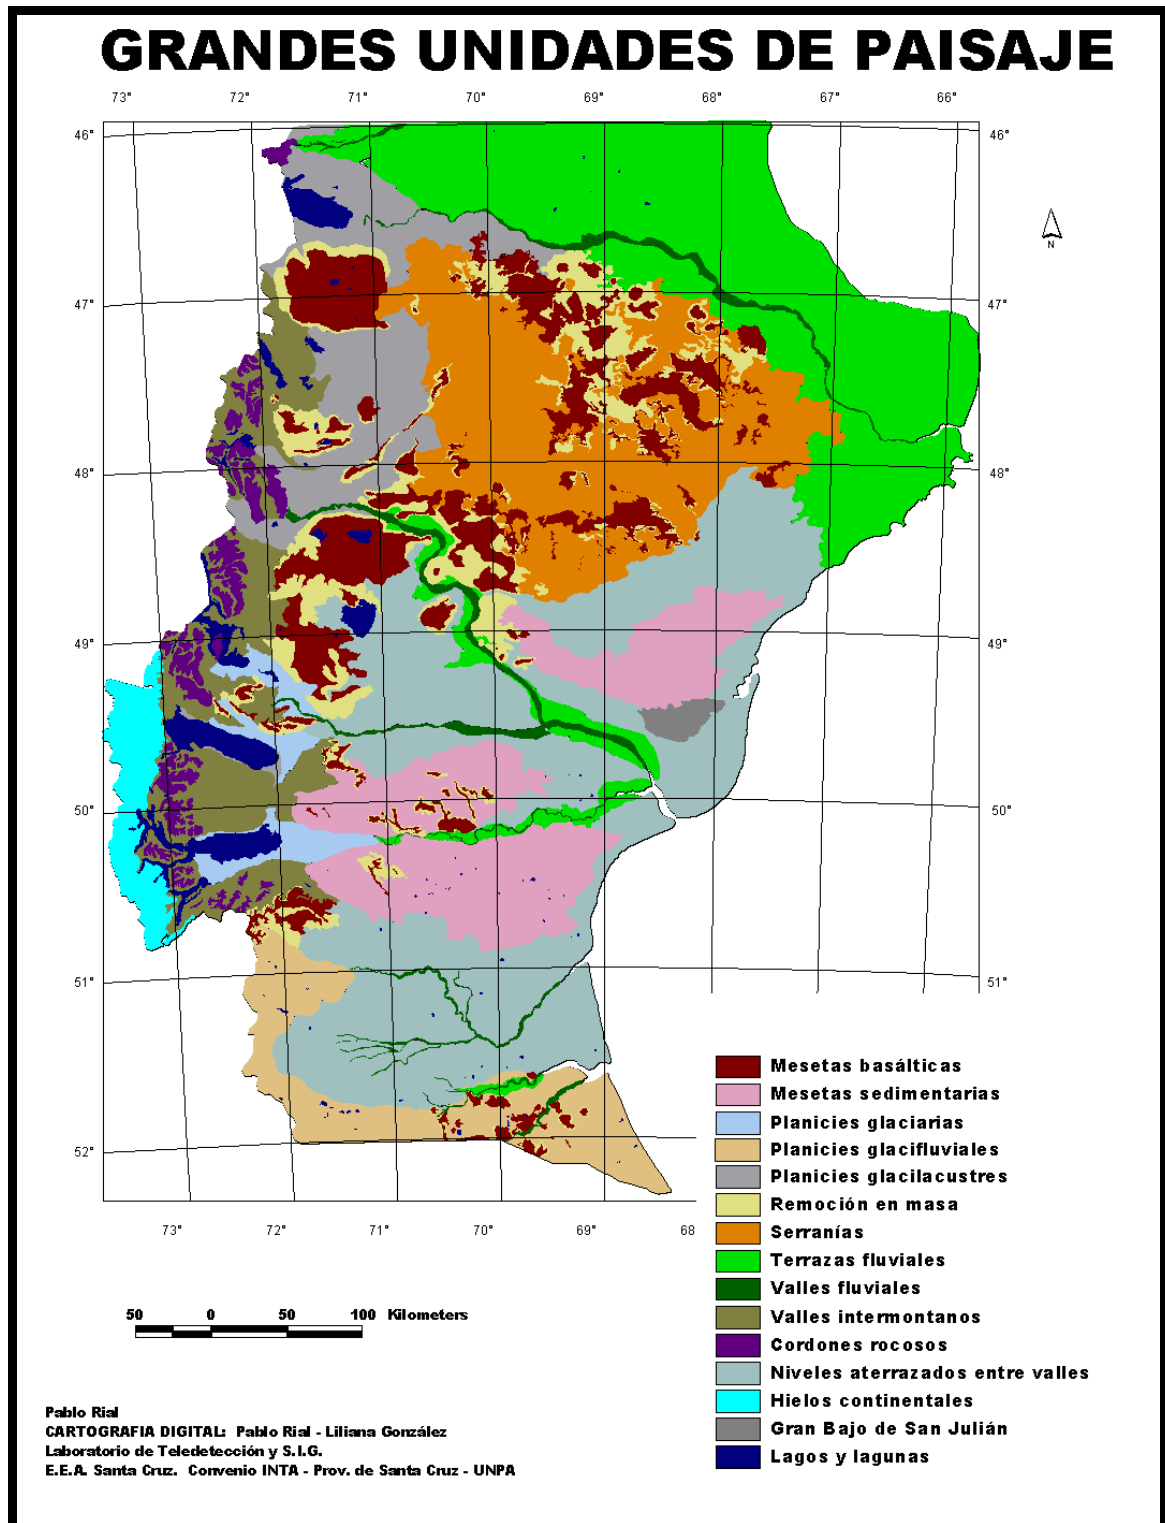 GRANDES UNIDADES DE PAISAJE
73° 72° 71° 70° 69° 68° 67° 66°
46° 46°
N
47° 47°
48° 48°
49° 49°
50° 50°
51° 51°
52°
73° 72° 71° 70° 69° 68
Mesetas basálticas
Mesetas sedimentarias
Planicies glaciarias
Planicies glacifluviales
Planicies glacilacustres
Remoción en masa
Serranías
Terrazas fluviales
Valles fluviales
Valles intermontanos
Cordones rocosos
Niveles aterrazados entre valles
Hielos continentales
Gran Bajo de San Julián
Lagos y lagunas
50 0 50 100 Kilometers
Pablo Rial
CARTOGRAFIA DIGITAL: Pablo Rial - Liliana González
Laboratorio de Teledetección y S.I.G.
E.E.A. Santa Cruz. Convenio INTA - Prov. de Santa Cruz - UNPA